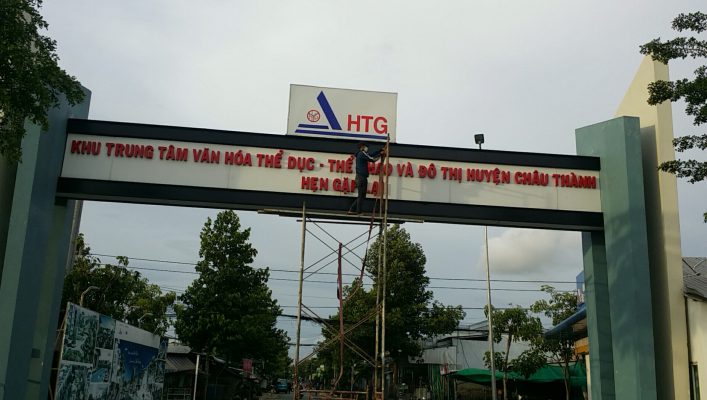 HTG
KHU TRUNG TÂM VĂN HÓA THỂ DỤC - THỂ THAO VÀ ĐÔ THỊ HUYỆN CHÂU THÀNH
HẸN GẶP LẠI